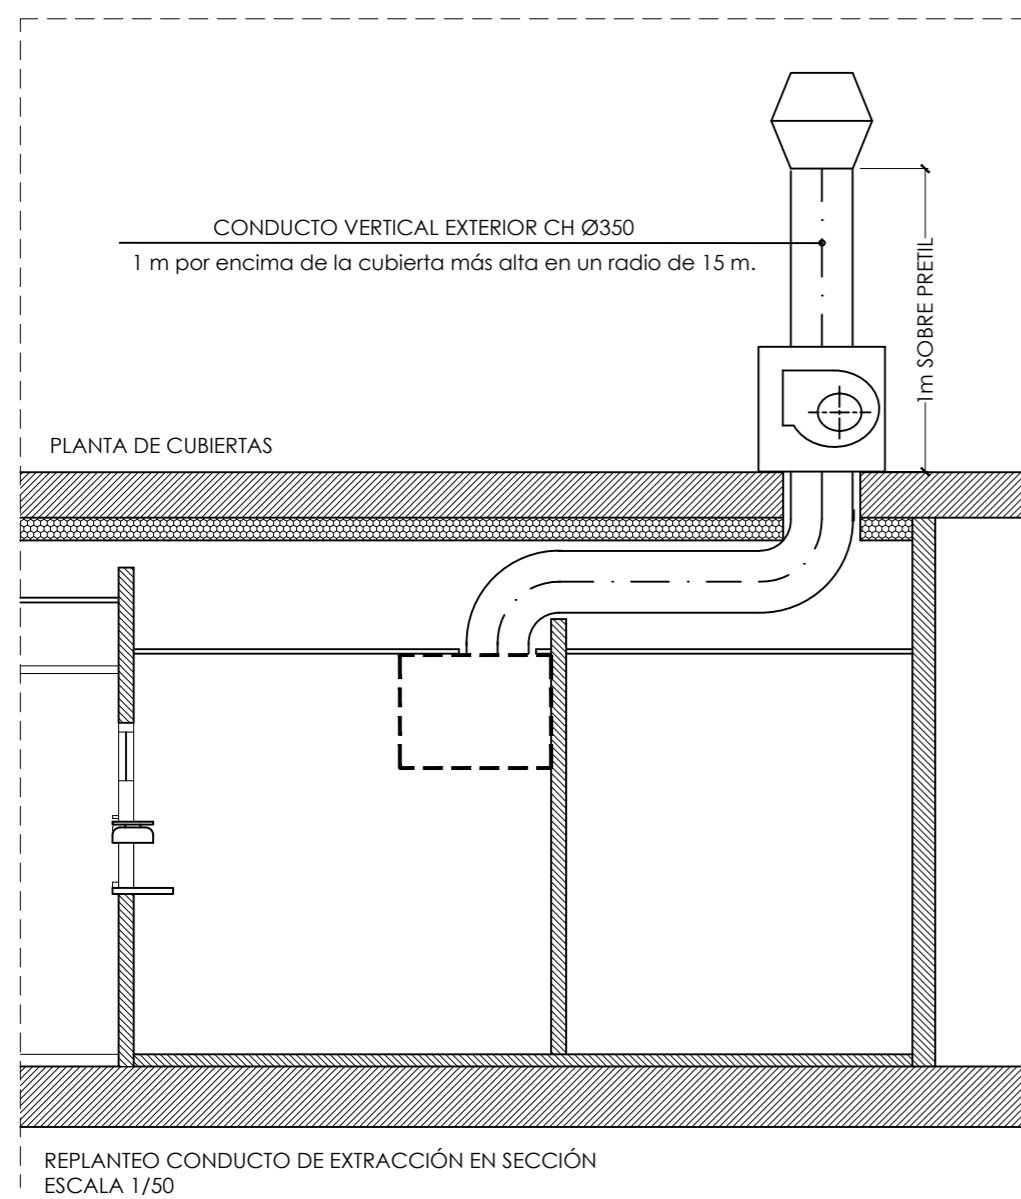 CONDUCTO VERTICAL EXTERIOR CH Ø350
1 m por encima de la cubierta más alta en un radio de 15 m.
1m SOBRE PRETIL
PLANTA DE CUBIERTAS
REPLANTEO CONDUCTO DE EXTRACCIÓN EN SECCIÓN
ESCALA 1/50